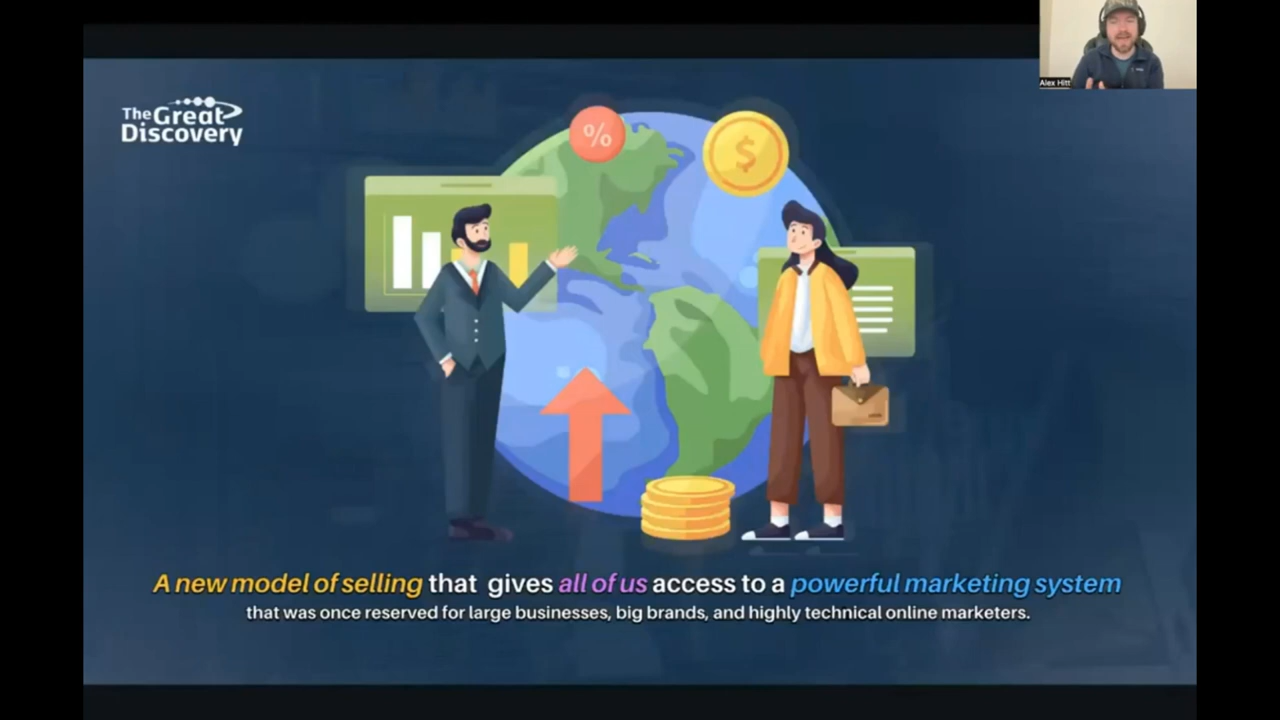 Alex Hitt
The Great
Discovery
%
$
A new model of selling that gives all of us access to a powerful marketing system
that was once reserved for large businesses, big brands, and highly technical online marketers.